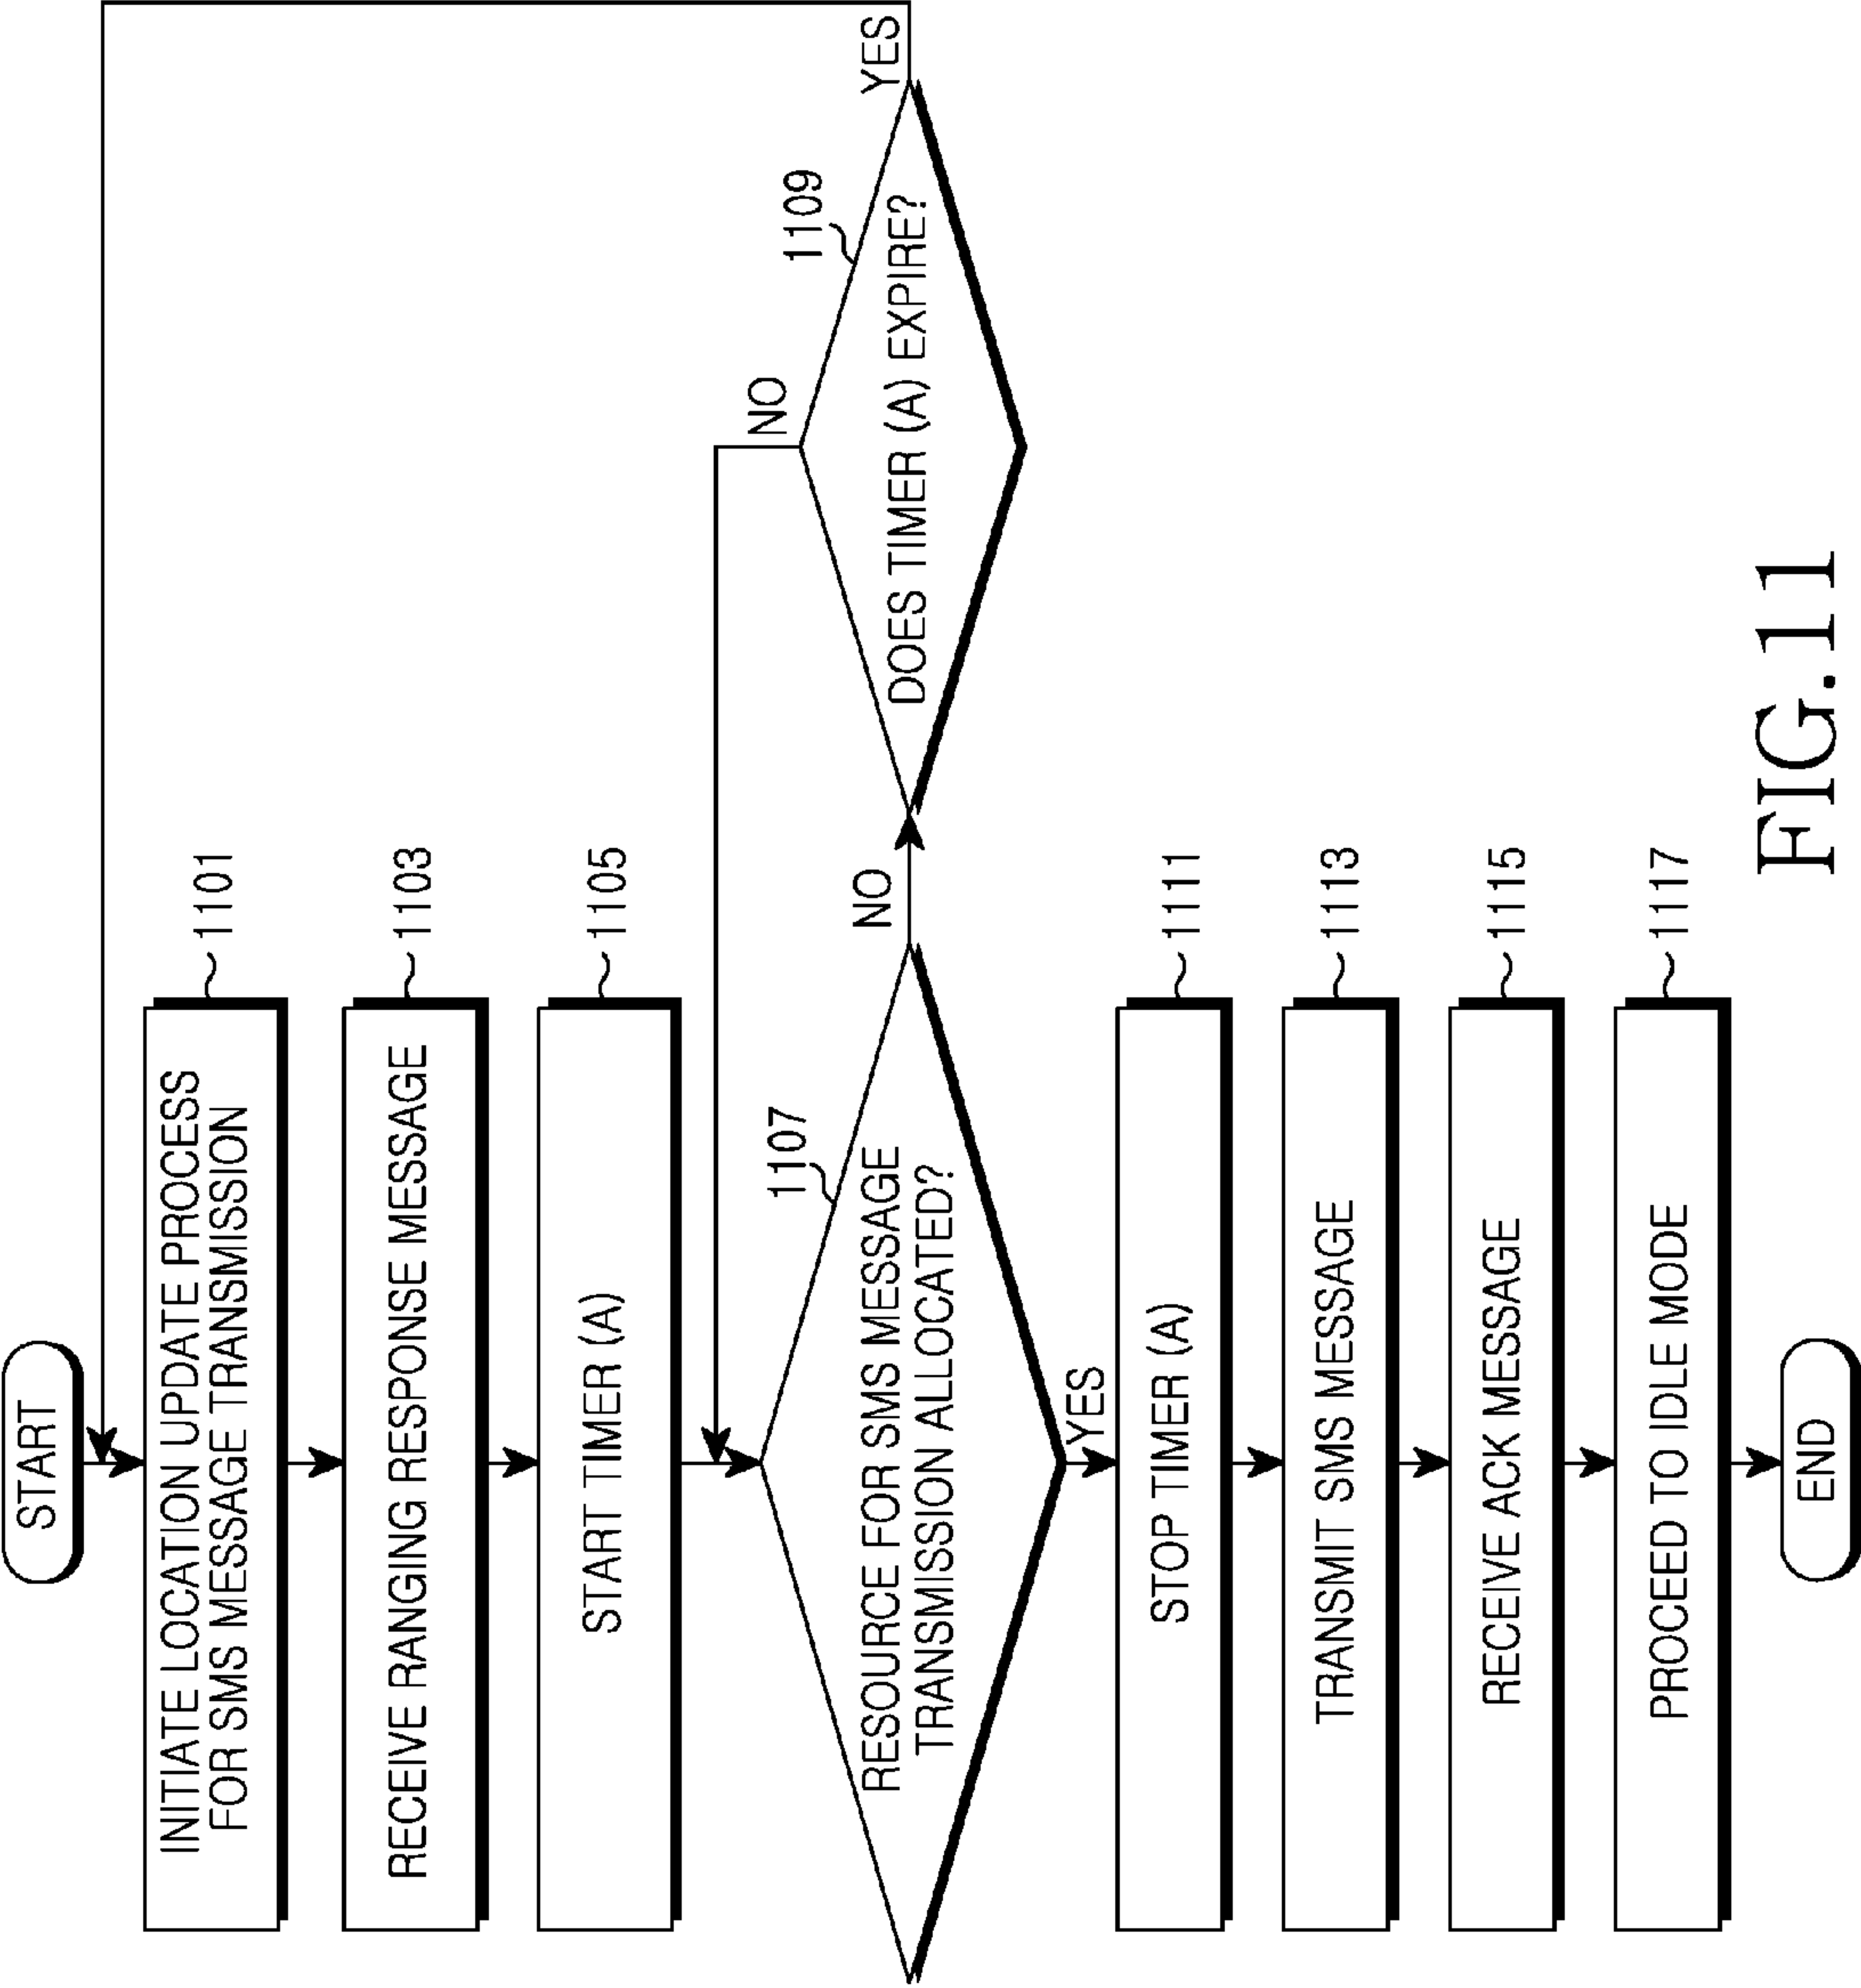 START
INITIATE LOCATION UPDATE PROCESS
FOR SMS MESSAGE TRANSMISSION
1101
RECEIVE RANGING RESPONSE MESSAGE
1103
START TIMER (A)
1105
1107
RESOURCE FOR SMS MESSAGE
TRANSMISSION ALLOCATED?
NO
YES
1109
DOES TIMER (A) EXPIRE?
NO
YES
STOP TIMER (A)
1111
TRANSMIT SMS MESSAGE
1113
RECEIVE ACK MESSAGE
1115
PROCEED TO IDLE MODE
1117
END
FIG.11